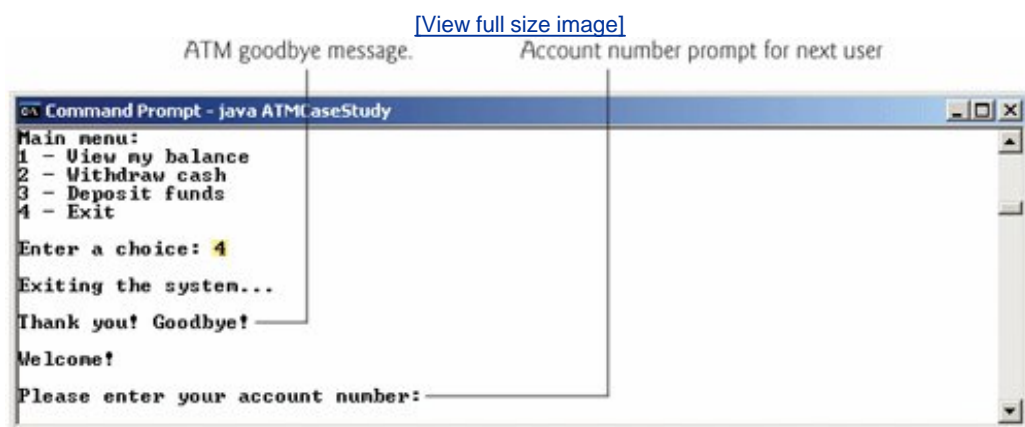 [View full size image]
ATM goodbye message. Account number prompt for next user
Command Prompt - java ATMCaseStudy
Main menu:
1 - View my balance
2 - Withdraw cash
3 - Deposit funds
4 - Exit
Enter a choice: 4
Exiting the system...
Thank you! Goodbye!
Welcome!
Please enter your account number: